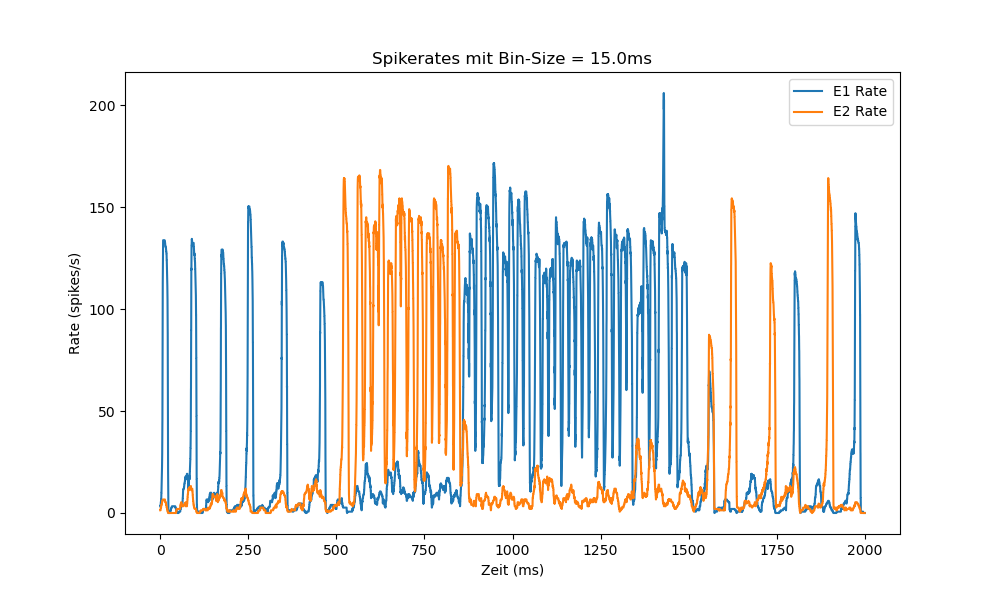 Spikerates mit Bin-Size = 15.0ms
E1 Rate
E2 Rate
Rate (spikes/s)
200
150
100
50
0
0 250 500 750 1000 1250 1500 1750 2000
Zeit (ms)